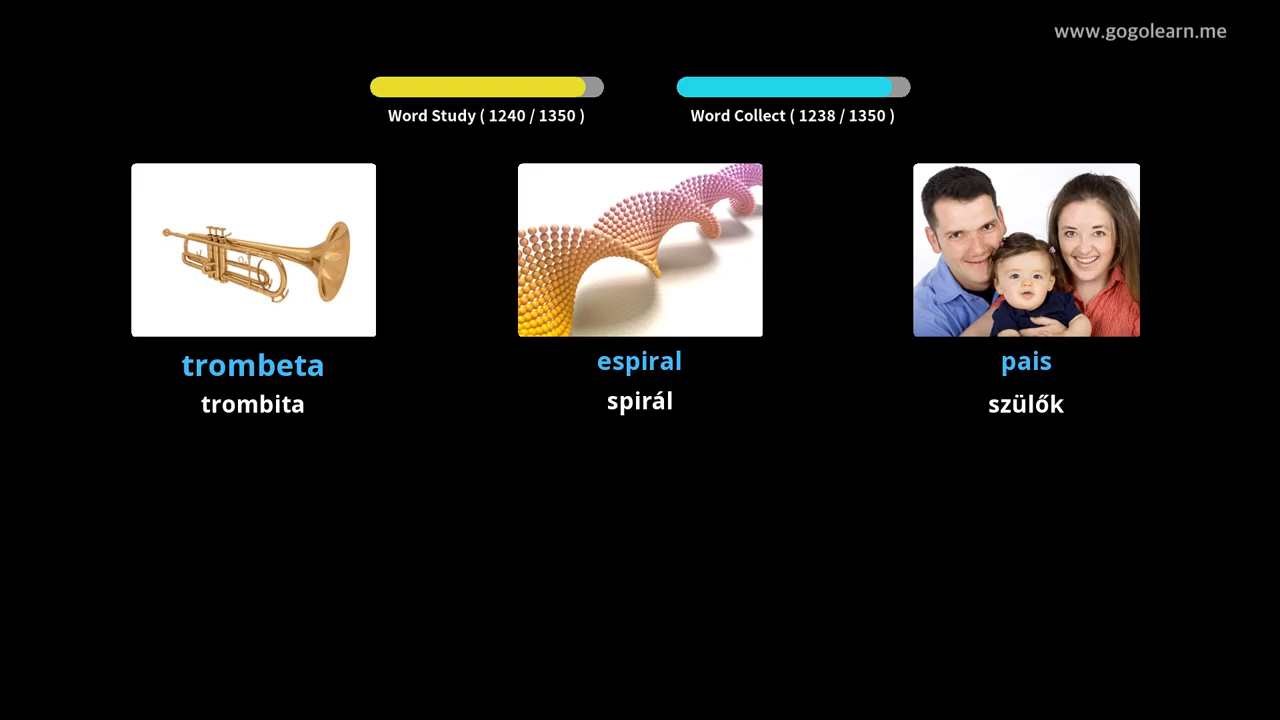 www.gogolearn.me
Word Study ( 1240 / 1350 )
Word Collect ( 1238 / 1350 )
trombeta
trombita
espiral
spirál
pais
szülők